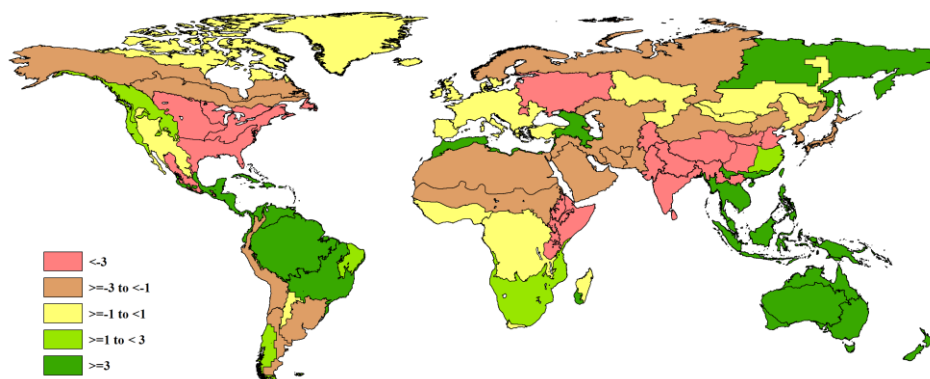 <-3
>=-3 to <-1
>=-1 to <1
>=1 to < 3
>=3